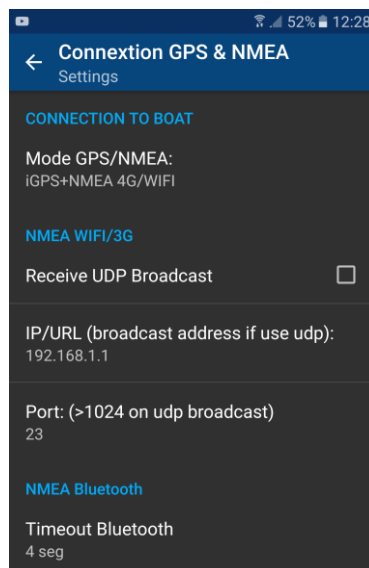 52% 12:28
Connextion GPS & NMEA
Settings
CONNECTION TO BOAT
Mode GPS/NMEA:
iGPS+NMEA 4G/WIFI
NMEA WIFI/3G
Receive UDP Broadcast
IP/URL (broadcast address if use udp):
192.168.1.1
Port: (>1024 on udp broadcast)
23
NMEA Bluetooth
Timeout Bluetooth
4 seg